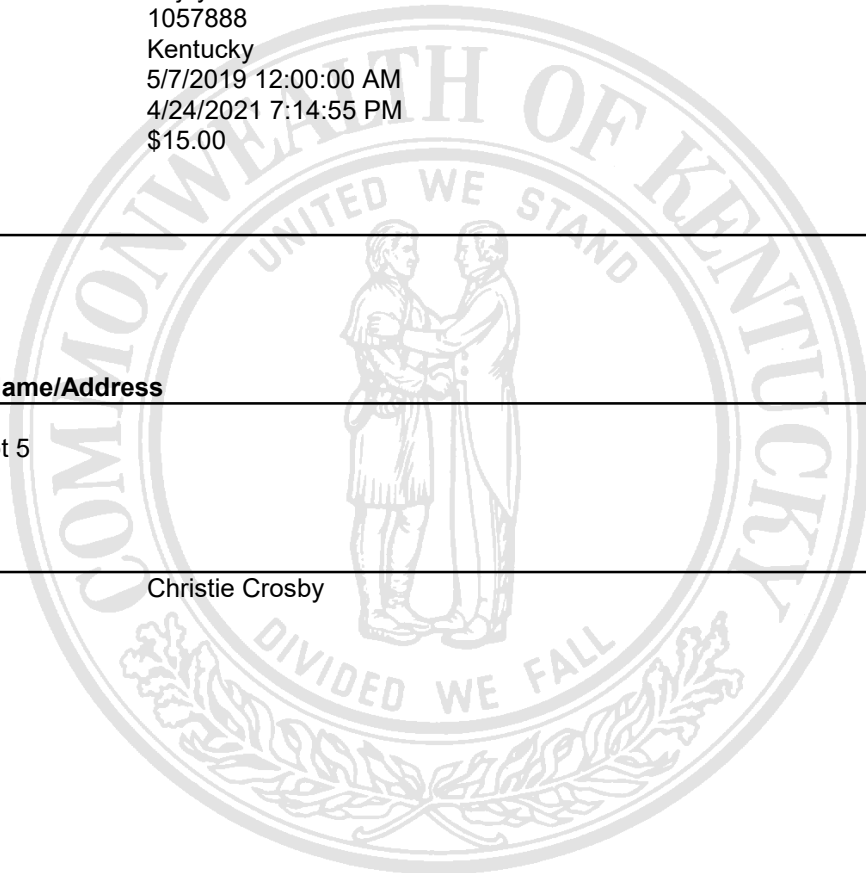 1057888
Kentucky
5/7/2019 12:00:00 AM
4/24/2021 7:14:55 PM
$15.00
COMMONWEALTH OF KENTUCKY
UNITED WE STAND
ame/Address
t 5
Christie Crosby
DIVIDED WE FALL